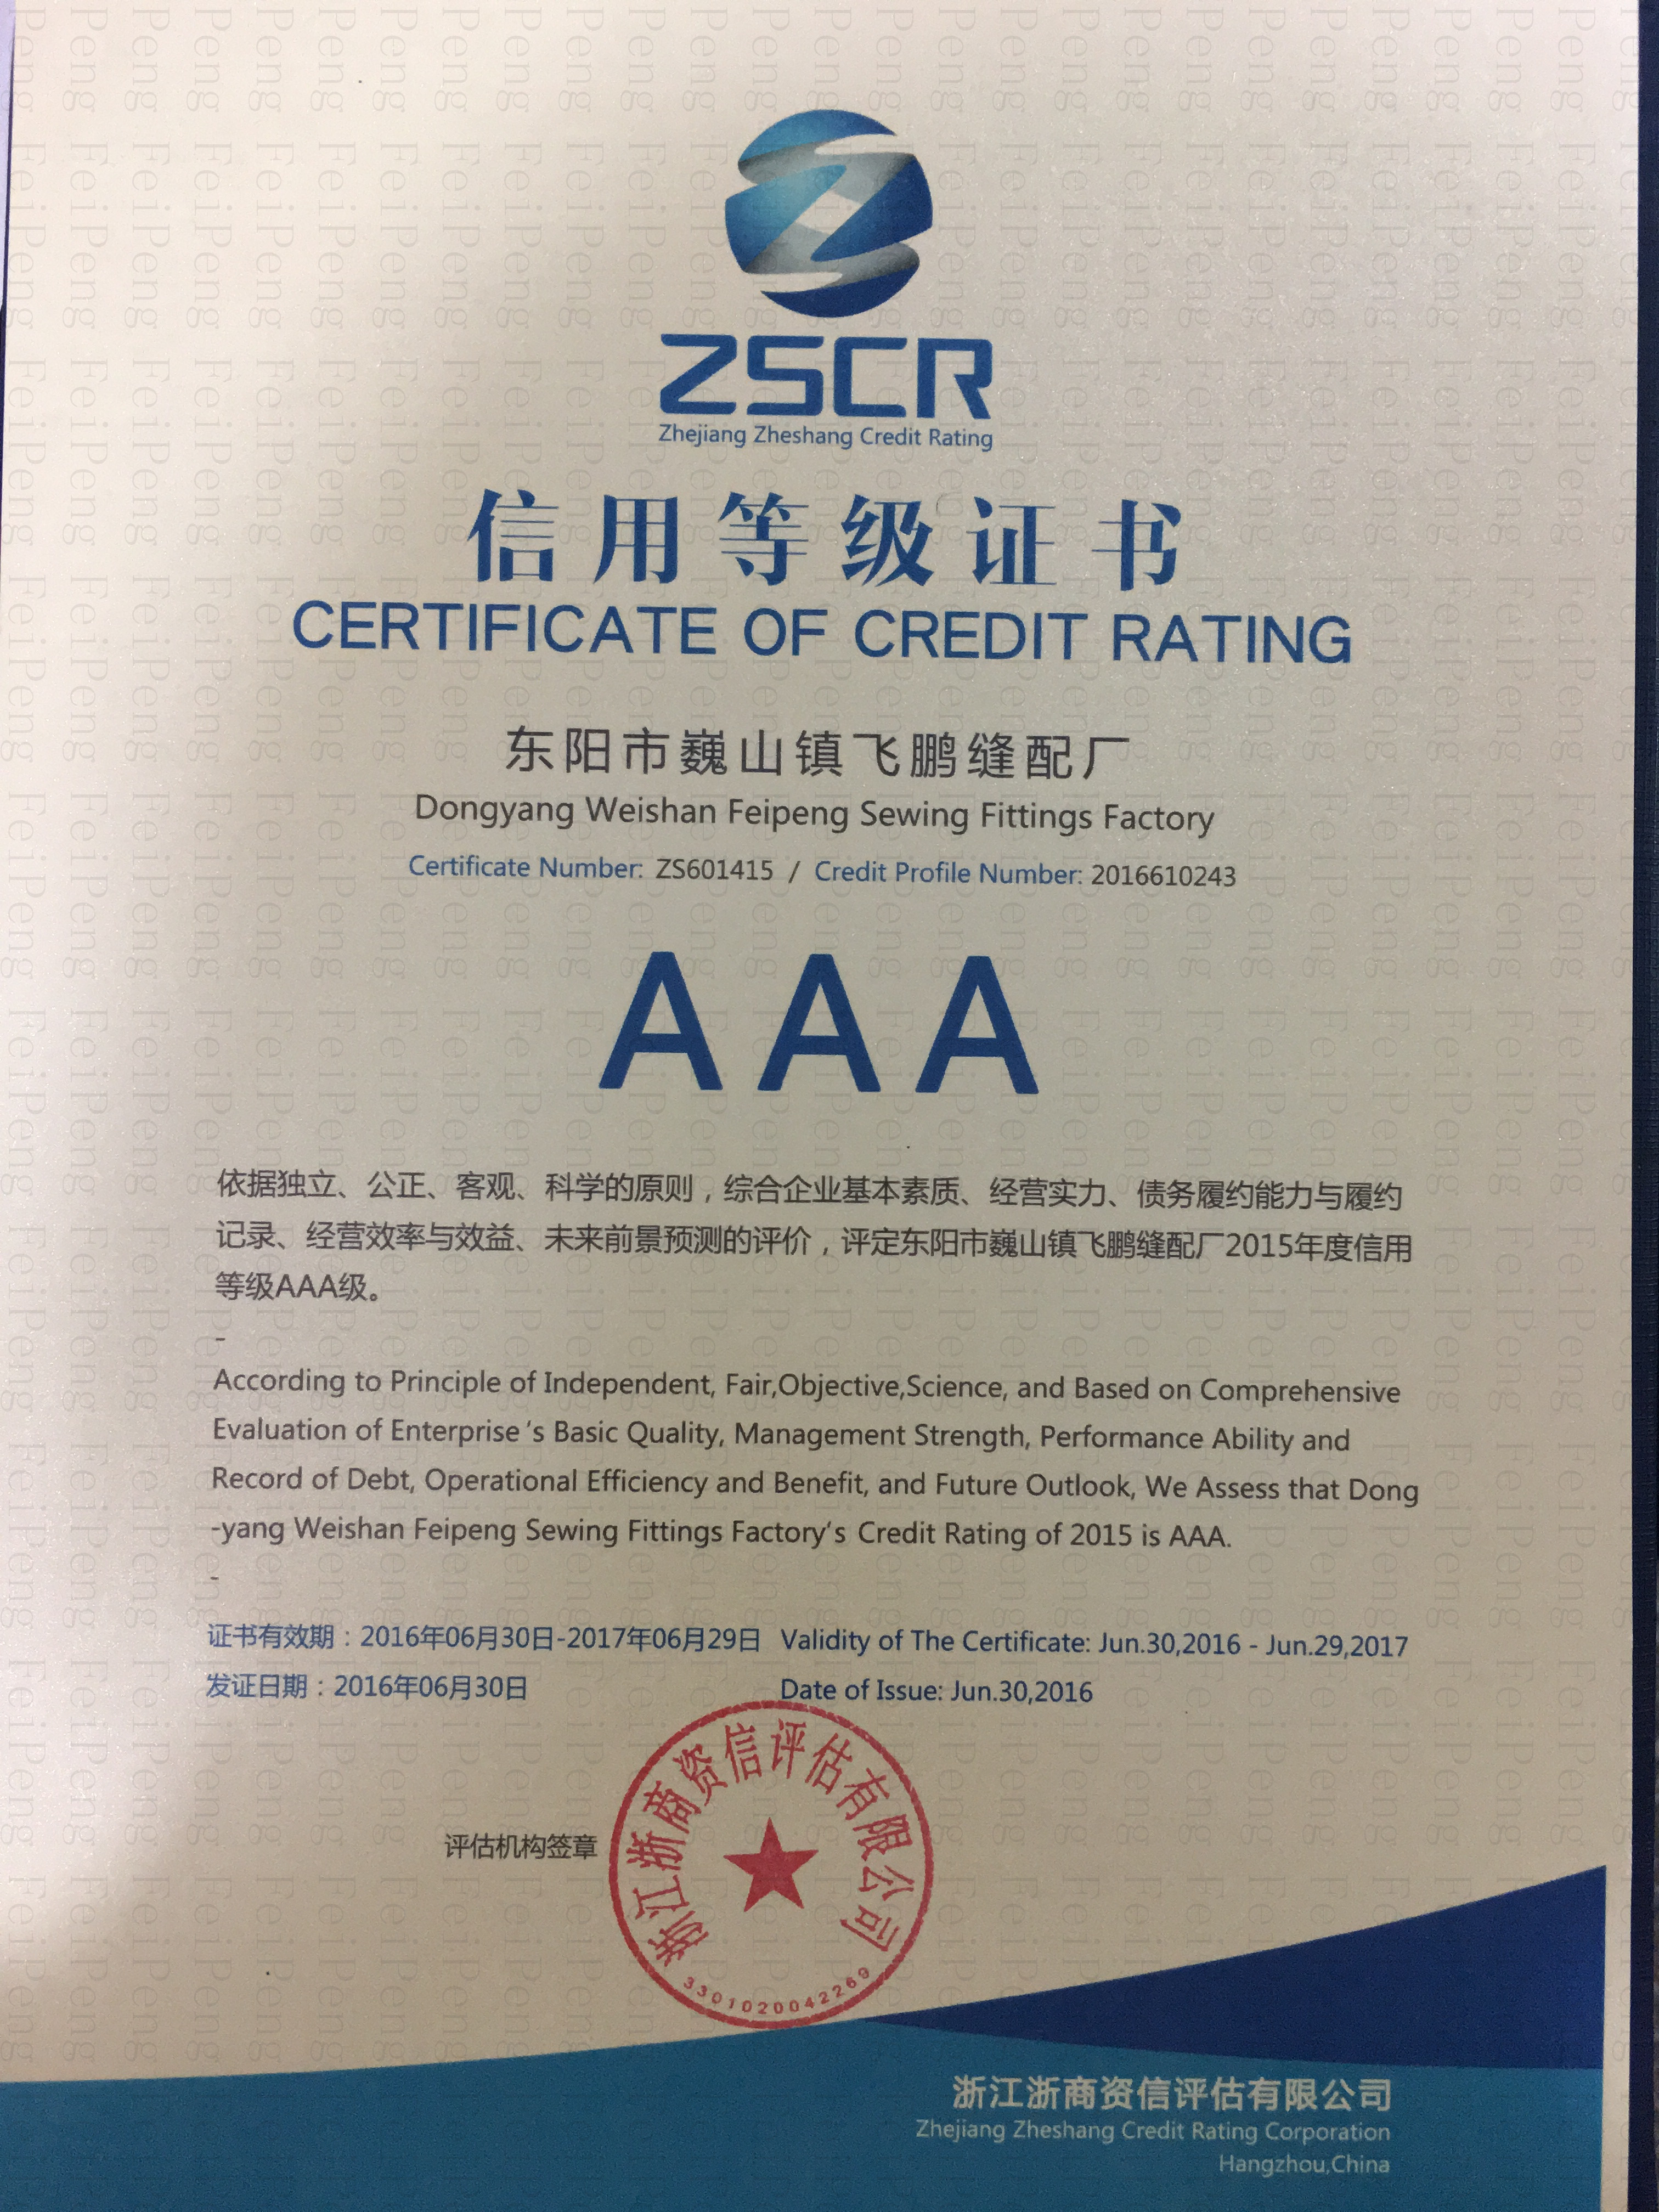 ZSCR
Zhejiang Zheshang Credit Rating
信用等级证书
CERTIFICATE OF CREDIT RATING
东阳市巍山镇飞鹏缝配厂
Dongyang Weishan Feipeng Sewing Fittings Factory
Certificate Number: ZS601415 / Credit Profile Number: 2016610243
AAA
依据独立、公正、客观、科学的原则，综合企业基本素质、经营实力、债务履约能力与履约
记录、经营效率与效益、未来前景预测的评价，评定东阳市巍山镇飞鹏缝配厂2015年度信用
等级AAA级。
-
According to Principle of Independent, Fair,Objective,Science, and Based on Comprehensive
Evaluation of Enterprise's Basic Quality, Management Strength, Performance Ability and
Record of Debt, Operational Efficiency and Benefit, and Future Outlook, We Assess that Dong
-yang Weishan Feipeng Sewing Fittings Factory's Credit Rating of 2015 is AAA.
-
证书有效期：2016年06月30日-2017年06月29日 Validity of The Certificate: Jun.30,2016 - Jun.29,2017
发证日期：2016年06月30日 Date of Issue: Jun.30,2016
评估机构签章
浙江浙商资信评估有限公司
3301020042269
浙江浙商资信评估有限公司
Zhejiang Zheshang Credit Rating Corporation
Hangzhou,China
FeiPeng